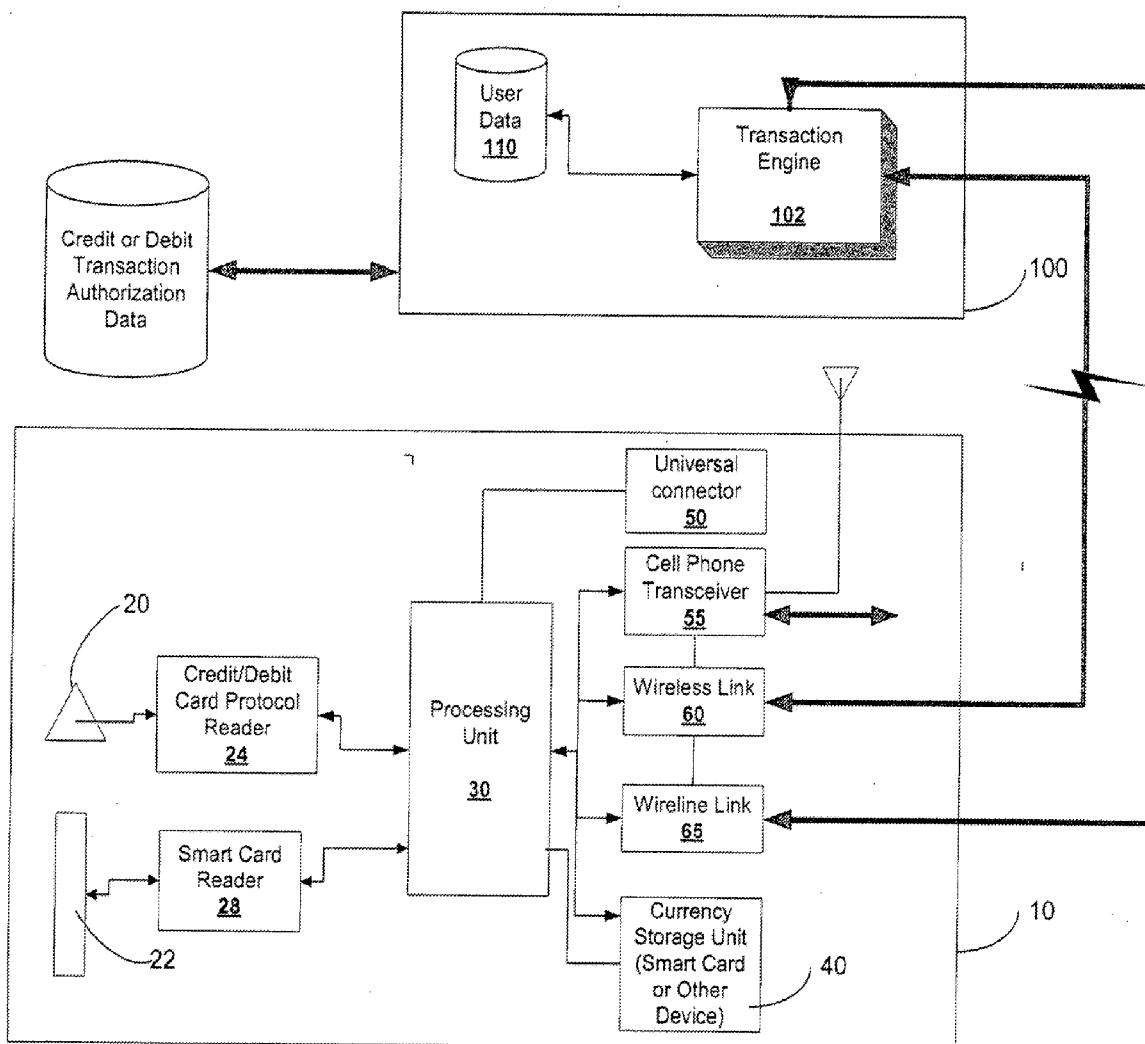 User
Data
110
Transaction
Engine
102
Credit or Debit
Transaction
Authorization
Data
100
Universal
connector
50
Cell Phone
Transceiver
55
20
Credit/Debit
Card Protocol
Reader
24
Processing
Unit
30
Wireless Link
60
Wireline Link
65
Smart Card
Reader
28
22
Currency
Storage Unit
(Smart Card
or Other
Device)
40
10